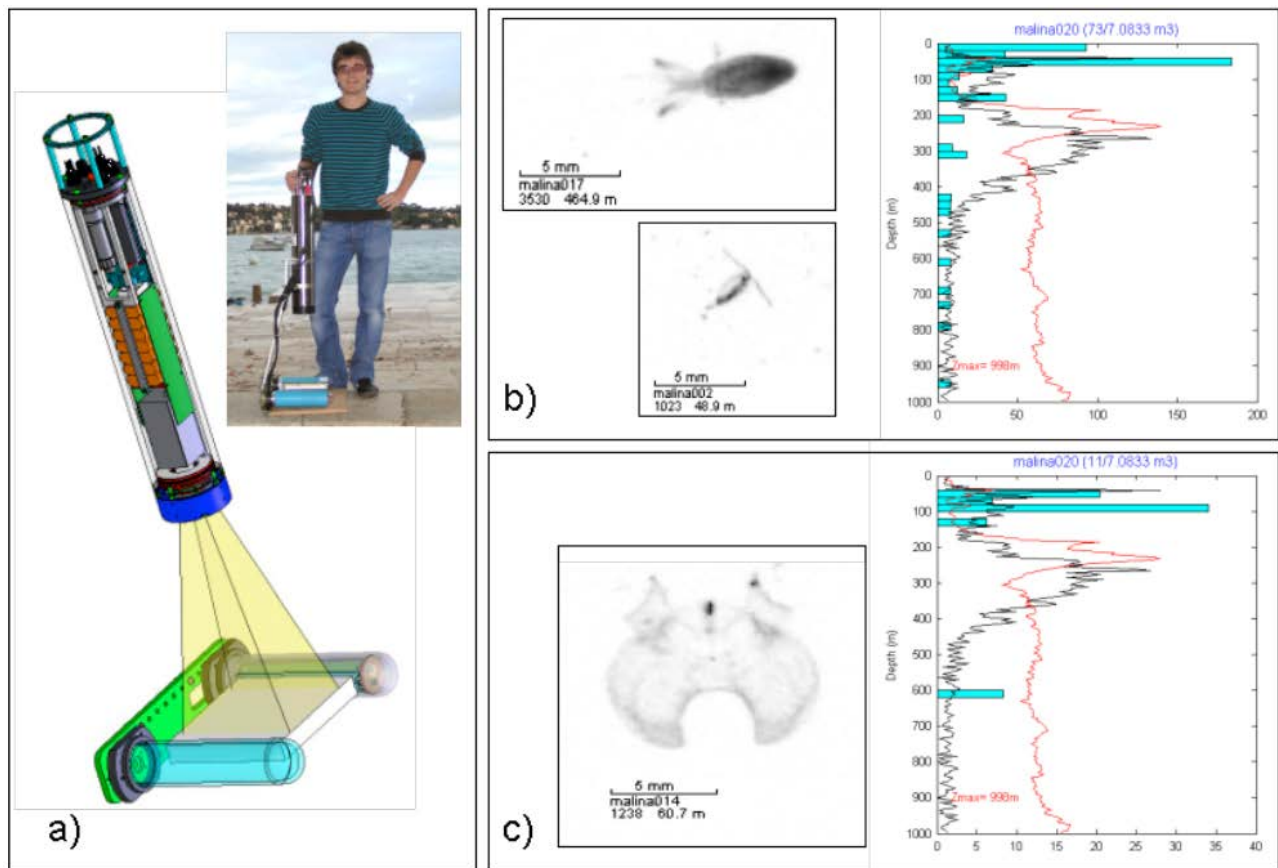 a)
b)
5 mm
malina017
3530 464.9 m
5 mm
malina002
1023 48.9 m
malina020 (73/7.0833 m3)
0
100
200
300
400
500
600
700
800
900
1000
Depth (m)
Zmax= 998m
0
50
100
150
200
c)
5 mm
malina014
1238 60.7 m
malina020 (11/7.0833 m3)
0
100
200
300
400
500
600
700
800
900
1000
Depth (m)
Zmax= 998m
0
5
10
15
20
25
30
35
40